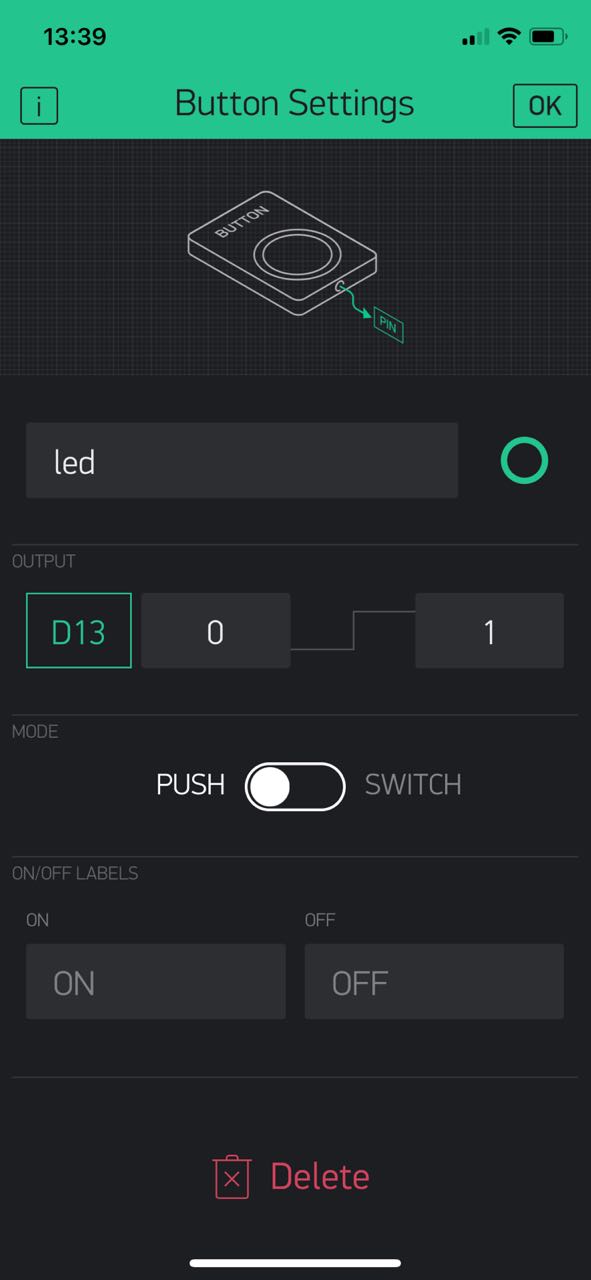 13:39
i
Button Settings
OK
BUTTON
PIN
led
OUTPUT
D13
0
1
MODE
PUSH
SWITCH
ON/OFF LABELS
ON
OFF
ON
OFF
Delete